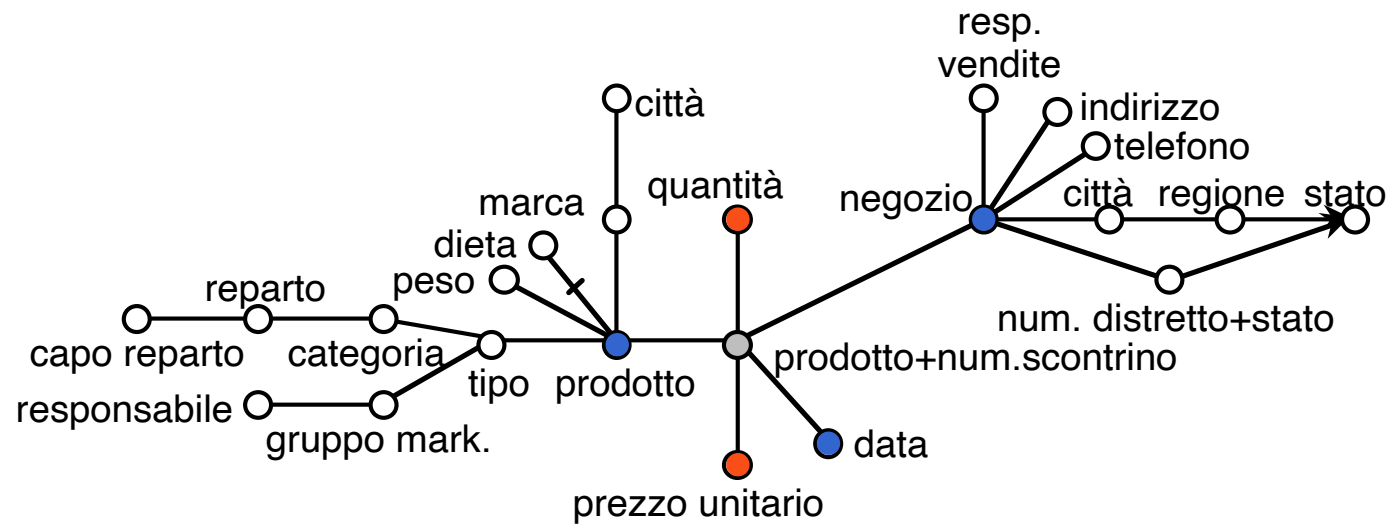 resp.
vendite
città
indirizzo
telefono
marca
quantità
negozio
città
regione
stato
dieta
peso
reparto
num. distretto+stato
capo reparto
categoria
tipo
prodotto
prodotto+num.scontrino
responsabile
gruppo mark.
data
prezzo unitario